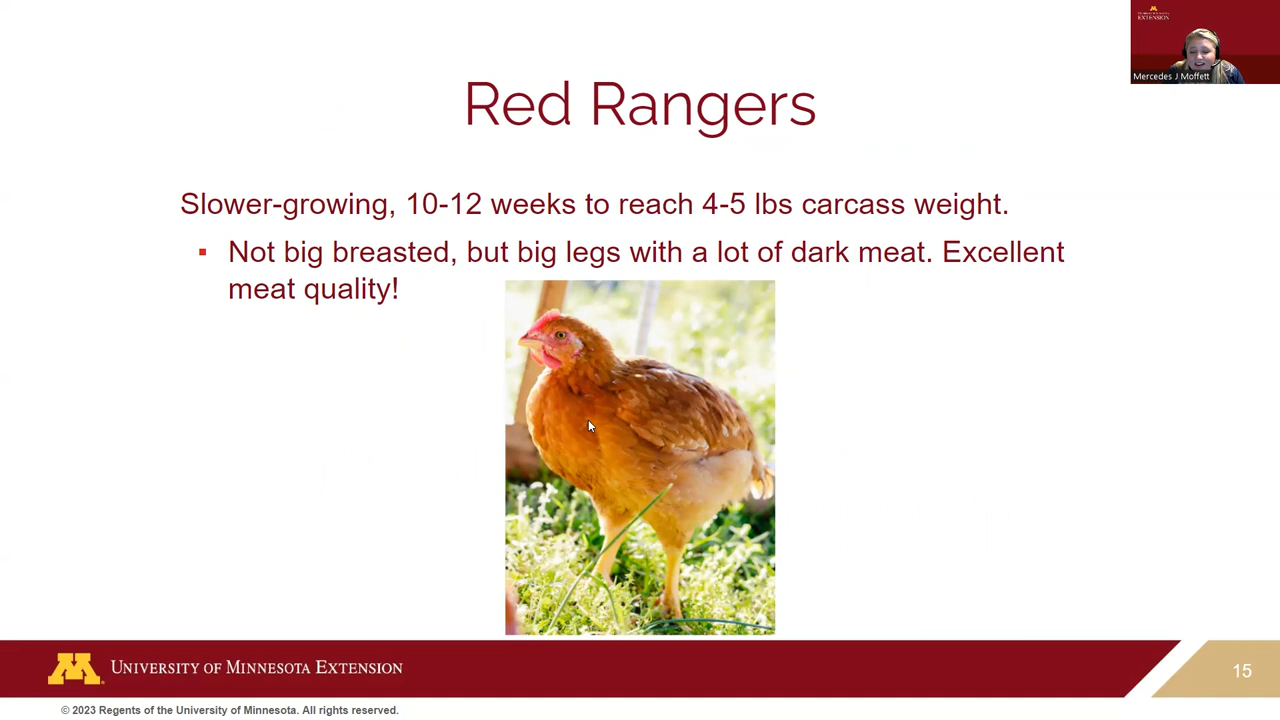 EXTENSION
Mercedes J Moffett
Red Rangers
Slower-growing, 10-12 weeks to reach 4-5 lbs carcass weight.
▪ Not big breasted, but big legs with a lot of dark meat. Excellent
meat quality!
M UNIVERSITY OF MINNESOTA EXTENSION
15
© 2023 Regents of the University of Minnesota. All rights reserved.